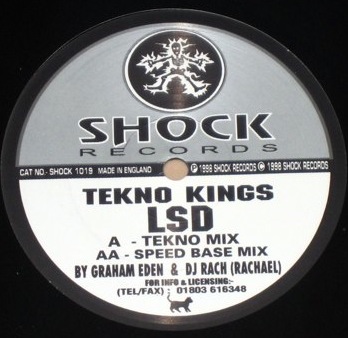 SHOCK
RECORDS
CAT NO.- SHOCK 1019 MADE IN ENGLAND Ⓟ 1998 SHOCK RECORDS © 1998 SHOCK RECORDS
TEKNO KINGS
LSD
A - TEKNO MIX
AA - SPEED BASE MIX
BY GRAHAM EDEN & DJ RACH (RACHAEL)
FOR INFO & LICENSING:-
(TEL/FAX) : 01803 616348